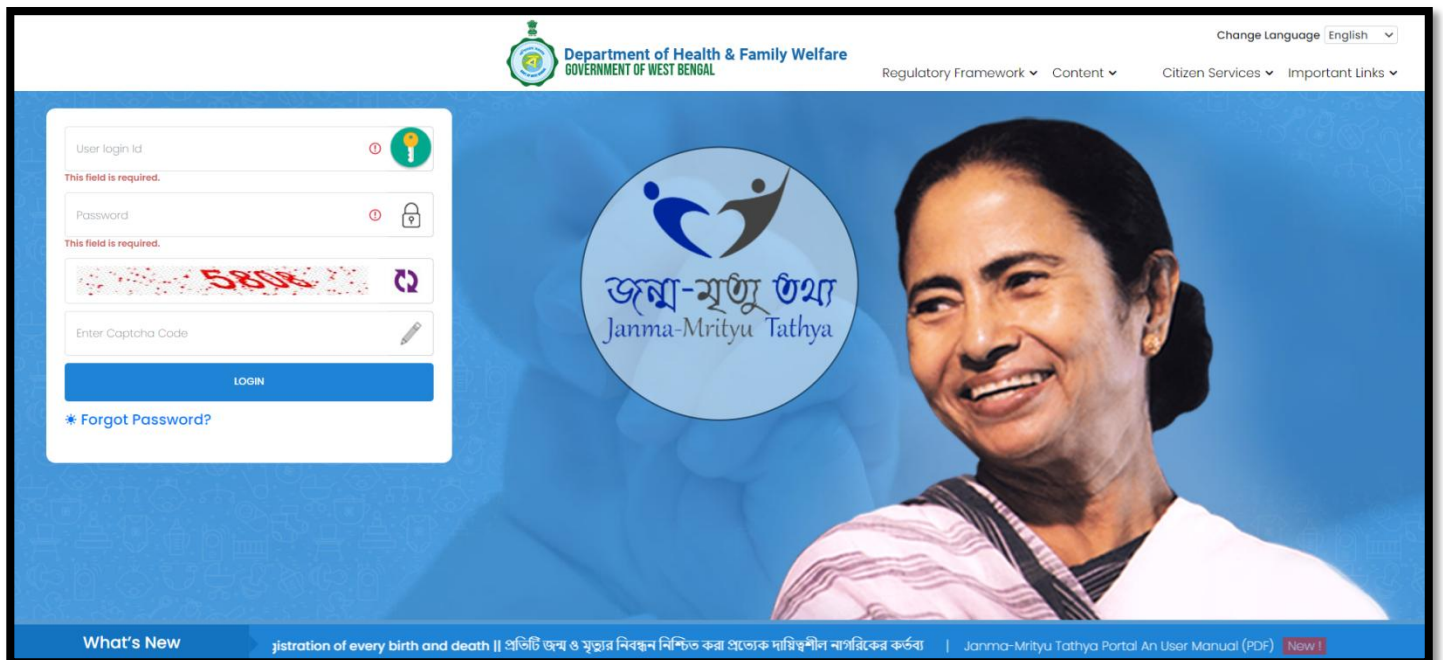 Change Language English
Department of Health & Family Welfare
GOVERNMENT OF WEST BENGAL
Regulatory Framework Content Citizen Services Important Links
User login Id
This field is required.
Password
This field is required.
5808
Enter Captcha Code
LOGIN
Forgot Password?
জন্ম-মৃত্যু তথ্য
Janma-Mrityu Tathya
What's New
gistration of every birth and death || প্রতিটি জন্ম ও মৃত্যুর নিবন্ধন নিশ্চিত করা প্রত্যেক দায়িত্বশীল নাগরিকের কর্তব্য | Janma-Mrityu Tathya Portal An User Manual (PDF) New !